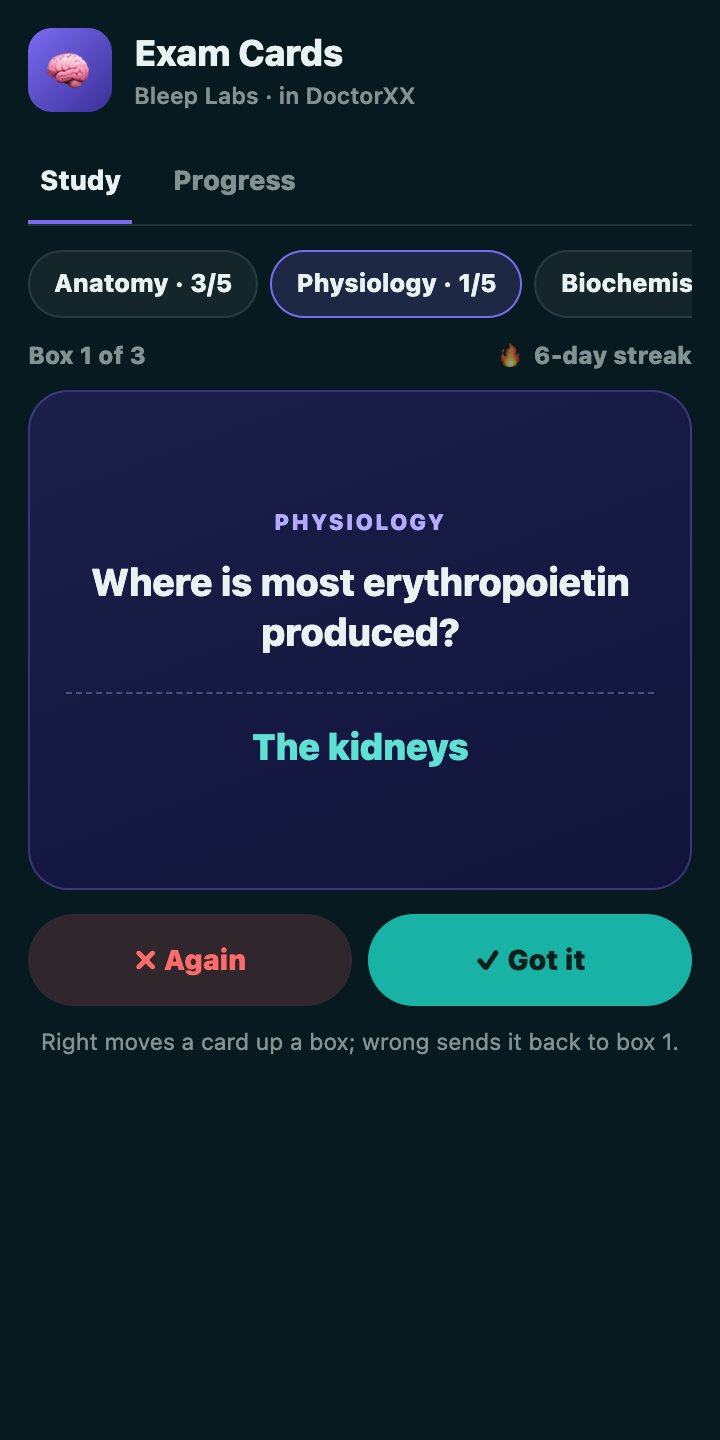 Exam Cards
Bleep Labs · in DoctorXX
Study Progress
Anatomy · 3/5 Physiology · 1/5 Biochemis
Box 1 of 3 🔥 6-day streak
PHYSIOLOGY
Where is most erythropoietin
produced?
The kidneys
✕ Again ✓ Got it
Right moves a card up a box; wrong sends it back to box 1.